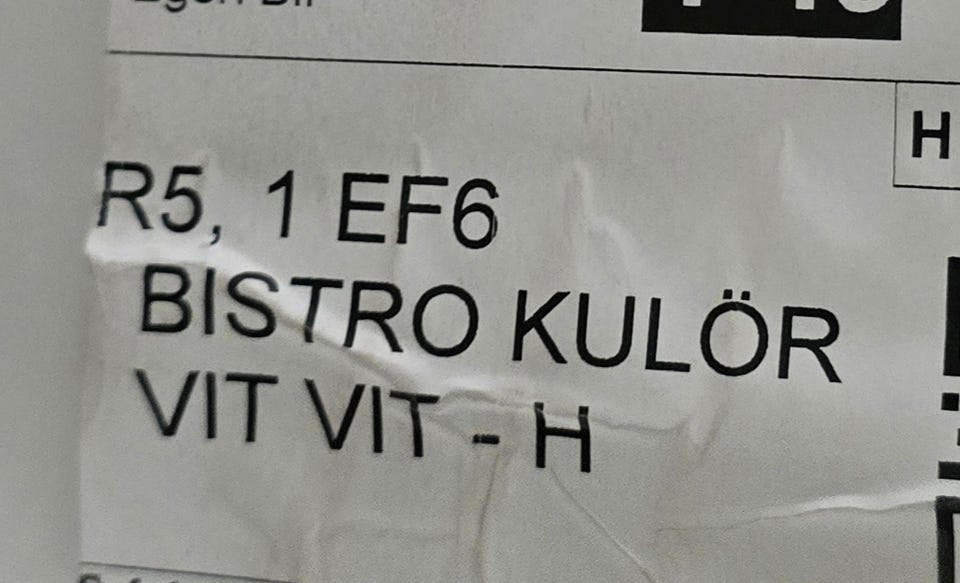 H
R5, 1 EF6
BISTRO KULÖR
VIT VIT - H